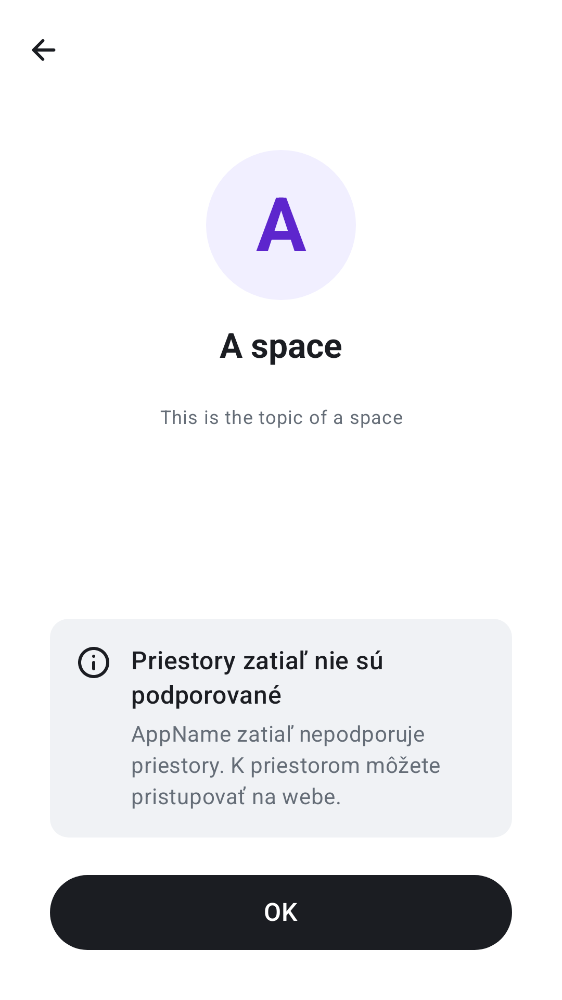 A
A space
This is the topic of a space
Priestory zatiaľ nie sú
podporované
AppName zatiaľ nepodporuje
priestory. K priestorom môžete
pristupovať na webe.
OK